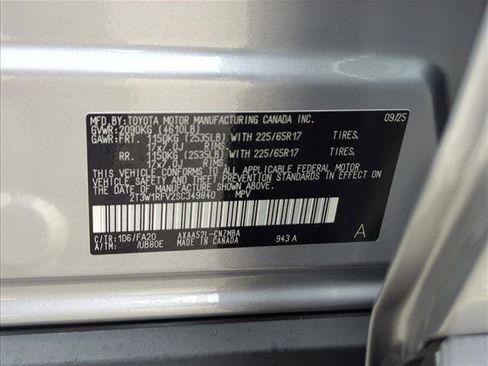 MFD.BY:TOYOTA MOTOR MANUFACTURING CANADA INC. 09/25
GVWR: 2090KG (4610LB)
GAWR:FRT. 1150KG (2535LB) WITH 225/65R17 TIRES,
17X7.0J RIMS,
RR. 1150KG (2535LB) WITH 225/65R17 TIRES,
17X7.0J RIMS,
THIS VEHICLE CONFORMS TO ALL APPLICABLE FEDERAL MOTOR
VEHICLE SAFETY AND
THEFT PREVENTION STANDARDS IN EFFECT ON THE DATE OF
MANUFACTURE SHOWN ABOVE.
2T3W1RFV2SC349840 MPV
C/TR:1D6/FA20 AXAA52L-CNZMBA
A/TM: /UB80E MADE IN CANADA 943 A A